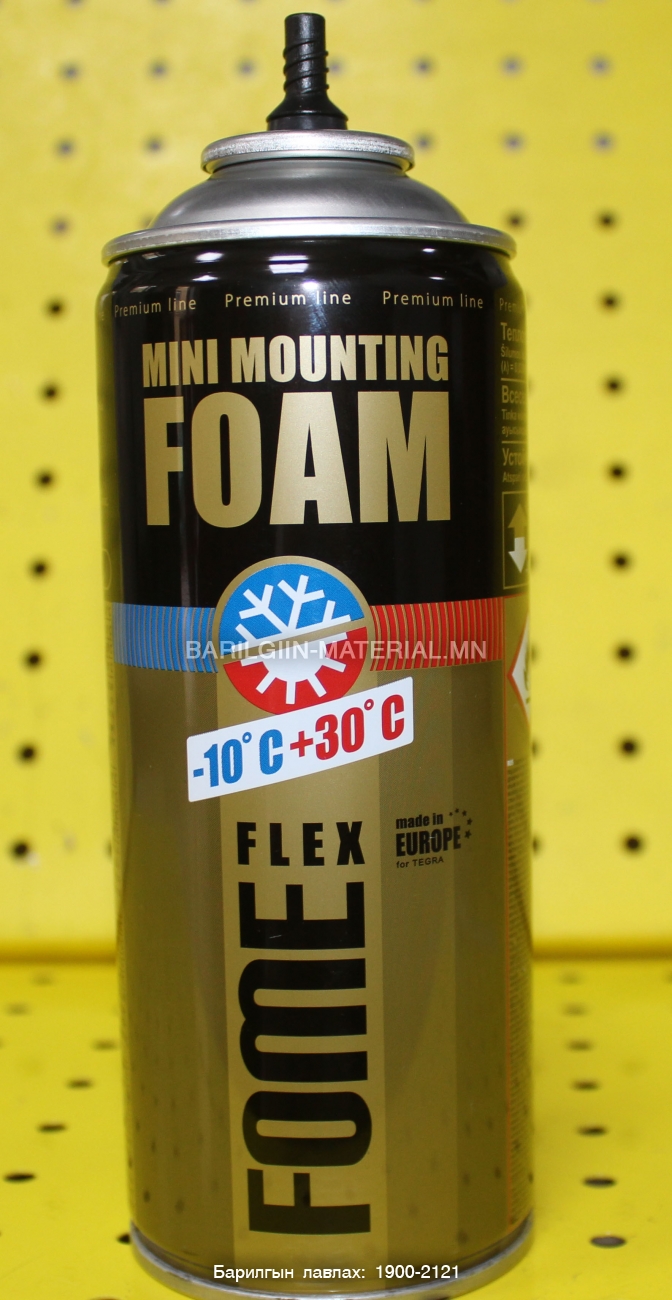 Premium line Premium line Premium line
MINI MOUNTING
FOAM
BARILGIIN-MATERIAL.MN
-10°C +30°C
made in
EUROPE
for TEGRA
FLEX
FOME
Барилгын лавлах: 1900-2121